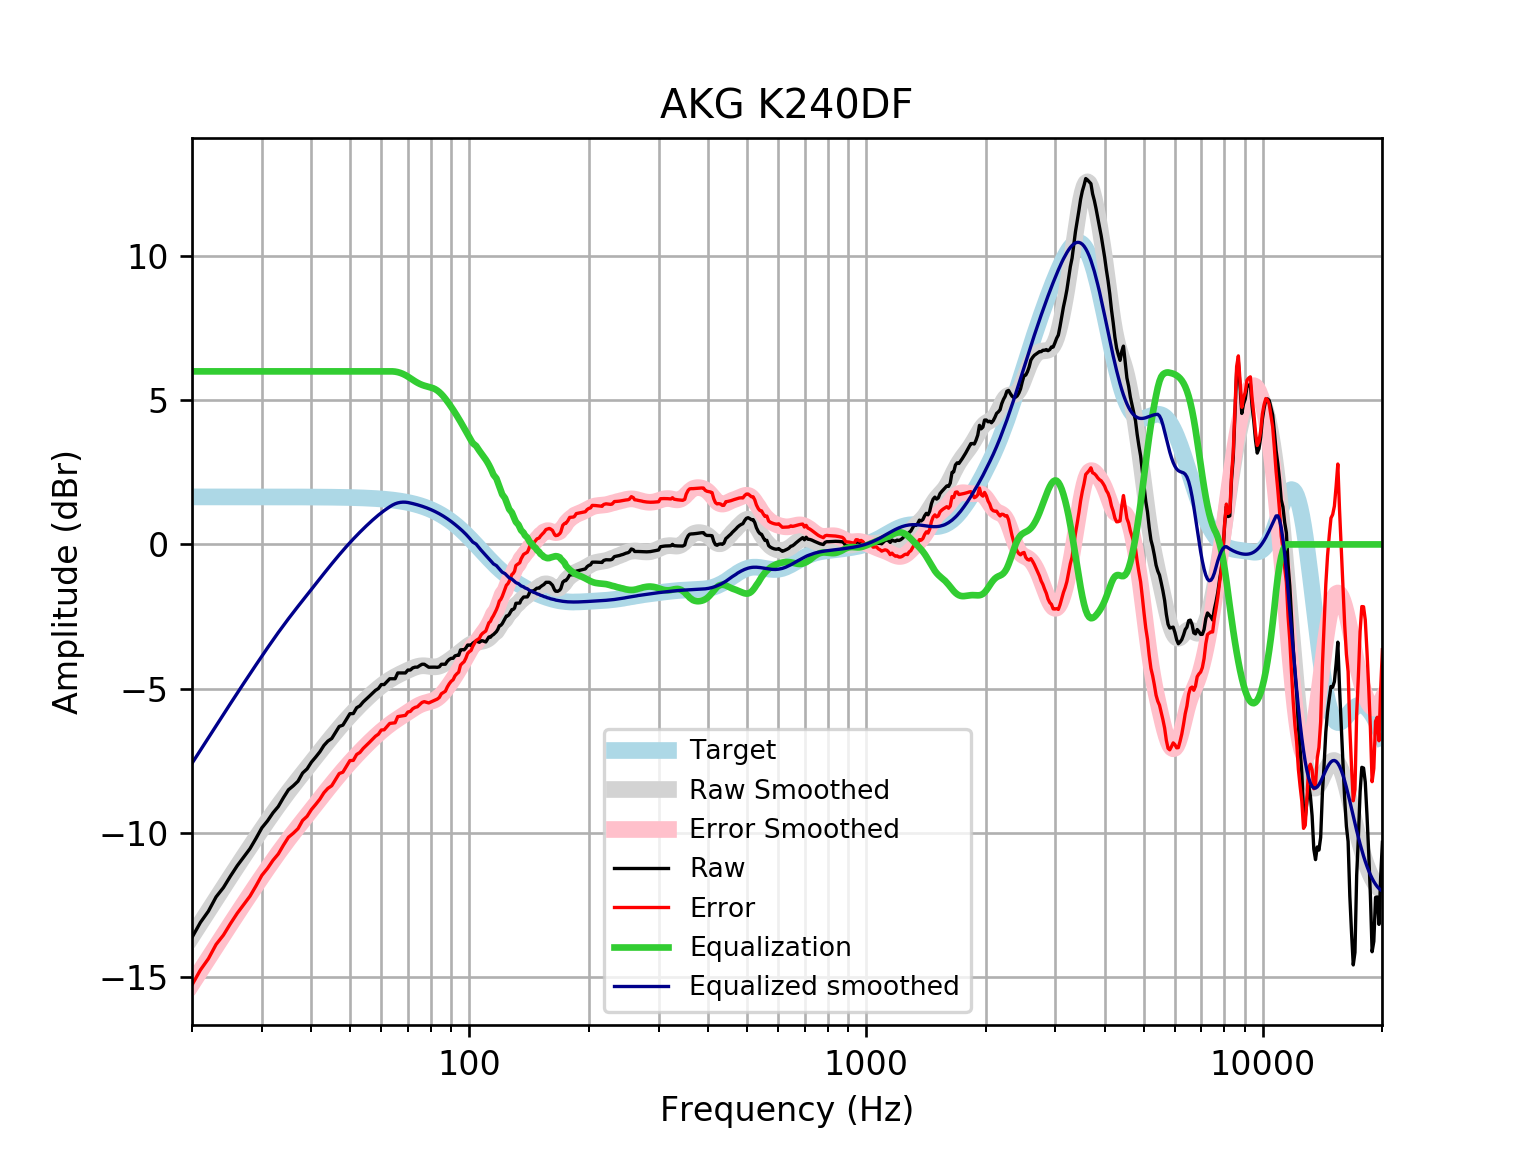 AKG K240DF
Amplitude (dBr)
10
5
0
−5
−10
−15
Target
Raw Smoothed
Error Smoothed
Raw
Error
Equalization
Equalized smoothed
100 1000 10000
Frequency (Hz)